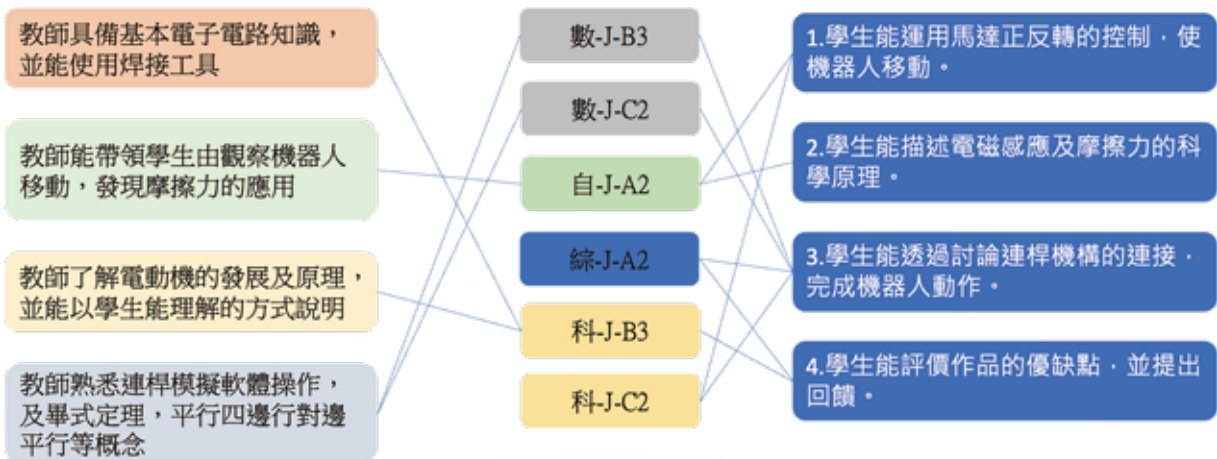 教師具備基本電子電路知識，
並能使用焊接工具
教師能帶領學生由觀察機器人
移動，發現摩擦力的應用
教師了解電動機的發展及原理，
並能以學生能理解的方式說明
教師熟悉連桿模擬軟體操作，
及畢式定理，平行四邊行對邊
平行等概念
數-J-B3
數-J-C2
自-J-A2
綜-J-A2
科-J-B3
科-J-C2
1.學生能運用馬達正反轉的控制，使
機器人移動。
2.學生能描述電磁感應及摩擦力的科
學原理。
3.學生能透過討論連桿機構的連接，
完成機器人動作。
4.學生能評價作品的優缺點，並提出
回饋。